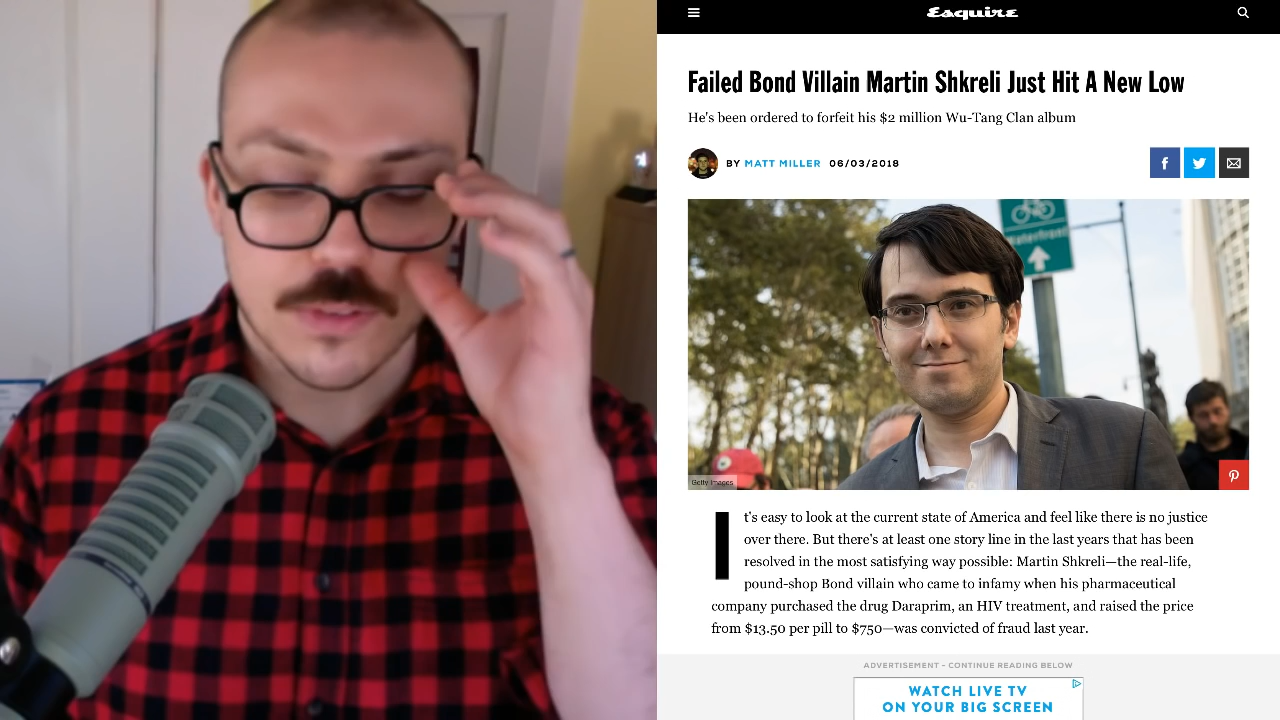 Esquire
Failed Bond Villain Martin Shkreli Just Hit A New Low
He's been ordered to forfeit his $2 million Wu-Tang Clan album
BY MATT MILLER 06/03/2018
Waterfront
Getty Images
It's easy to look at the current state of America and feel like there is no justice
over there. But there's at least one story line in the last years that has been
resolved in the most satisfying way possible: Martin Shkreli—the real-life,
pound-shop Bond villain who came to infamy when his pharmaceutical
company purchased the drug Daraprim, an HIV treatment, and raised the price
from $13.50 per pill to $750—was convicted of fraud last year.
ADVERTISEMENT - CONTINUE READING BELOW
WATCH LIVE TV
ON YOUR BIG SCREEN